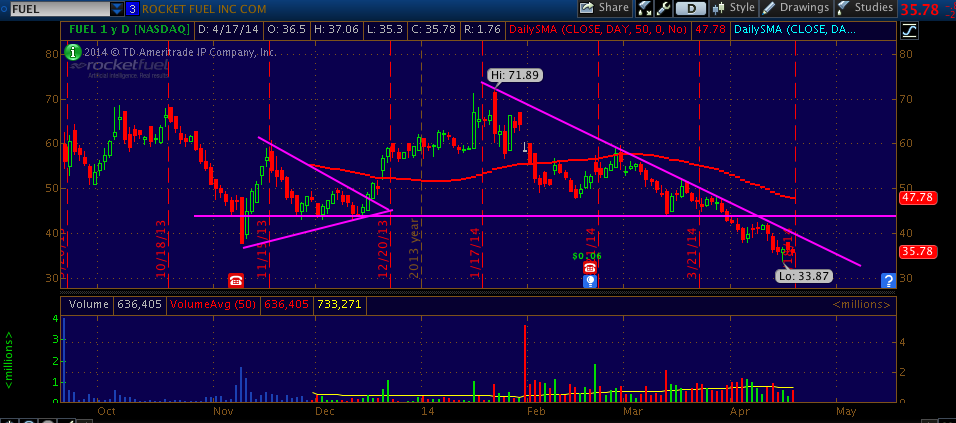 FUEL 3 ROCKET FUEL INC COM Share D Style Drawings Studies 35.78
FUEL 1 y D [NASDAQ] D: 4/17/14 O: 36.5 H: 37.06 L: 35.3 C: 35.78 R: 1.76 DailySMA (CLOSE, DAY, 50, 0, No) 47.78 DailySMA (CLOSE, DA...
2014 © TD Ameritrade IP Company, Inc.
rocketfuel
Artificial Intelligence. Real results
Hi: 71.89
80 80
70 70
60 60
50 50
47.78
40 40
35.78
30 30
10/18/13
11/15/13
12/20/13
2013 year
1/17/14
3/21/14
$0.06
Lo: 33.87
?
Volume 636,405 VolumeAvg (50) 636,405 733,271 <millions>
<millions>
4
3
2
1
0
4
2
0
Oct Nov Dec 14 Feb Mar Apr May